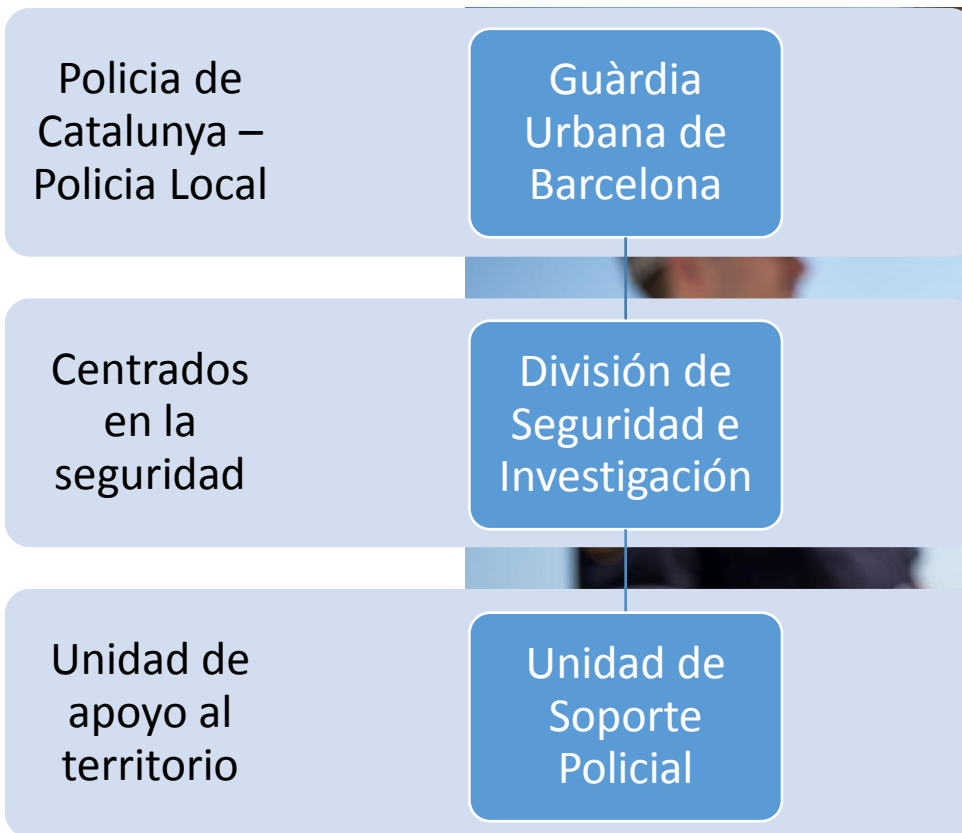 Policia de
Catalunya –
Policia Local
Guàrdia
Urbana de
Barcelona
Centrados
en la
seguridad
División de
Seguridad e
Investigación
Unidad de
apoyo al
territorio
Unidad de
Soporte
Policial